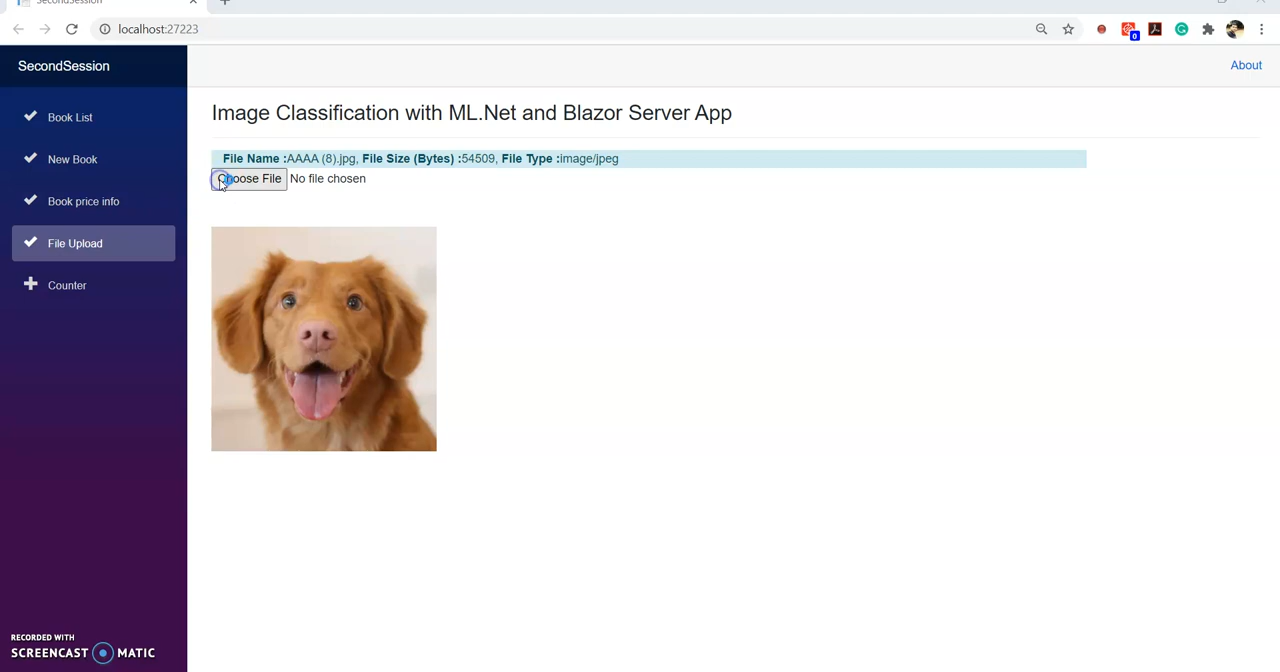 SecondSession
localhost:27223
0
SecondSession
About
Book List
New Book
Book price info
File Upload
Counter
Image Classification with ML.Net and Blazor Server App
File Name :AAAA (8).jpg, File Size (Bytes) :54509, File Type :image/jpeg
Choose File No file chosen
RECORDED WITH
SCREENCAST MATIC